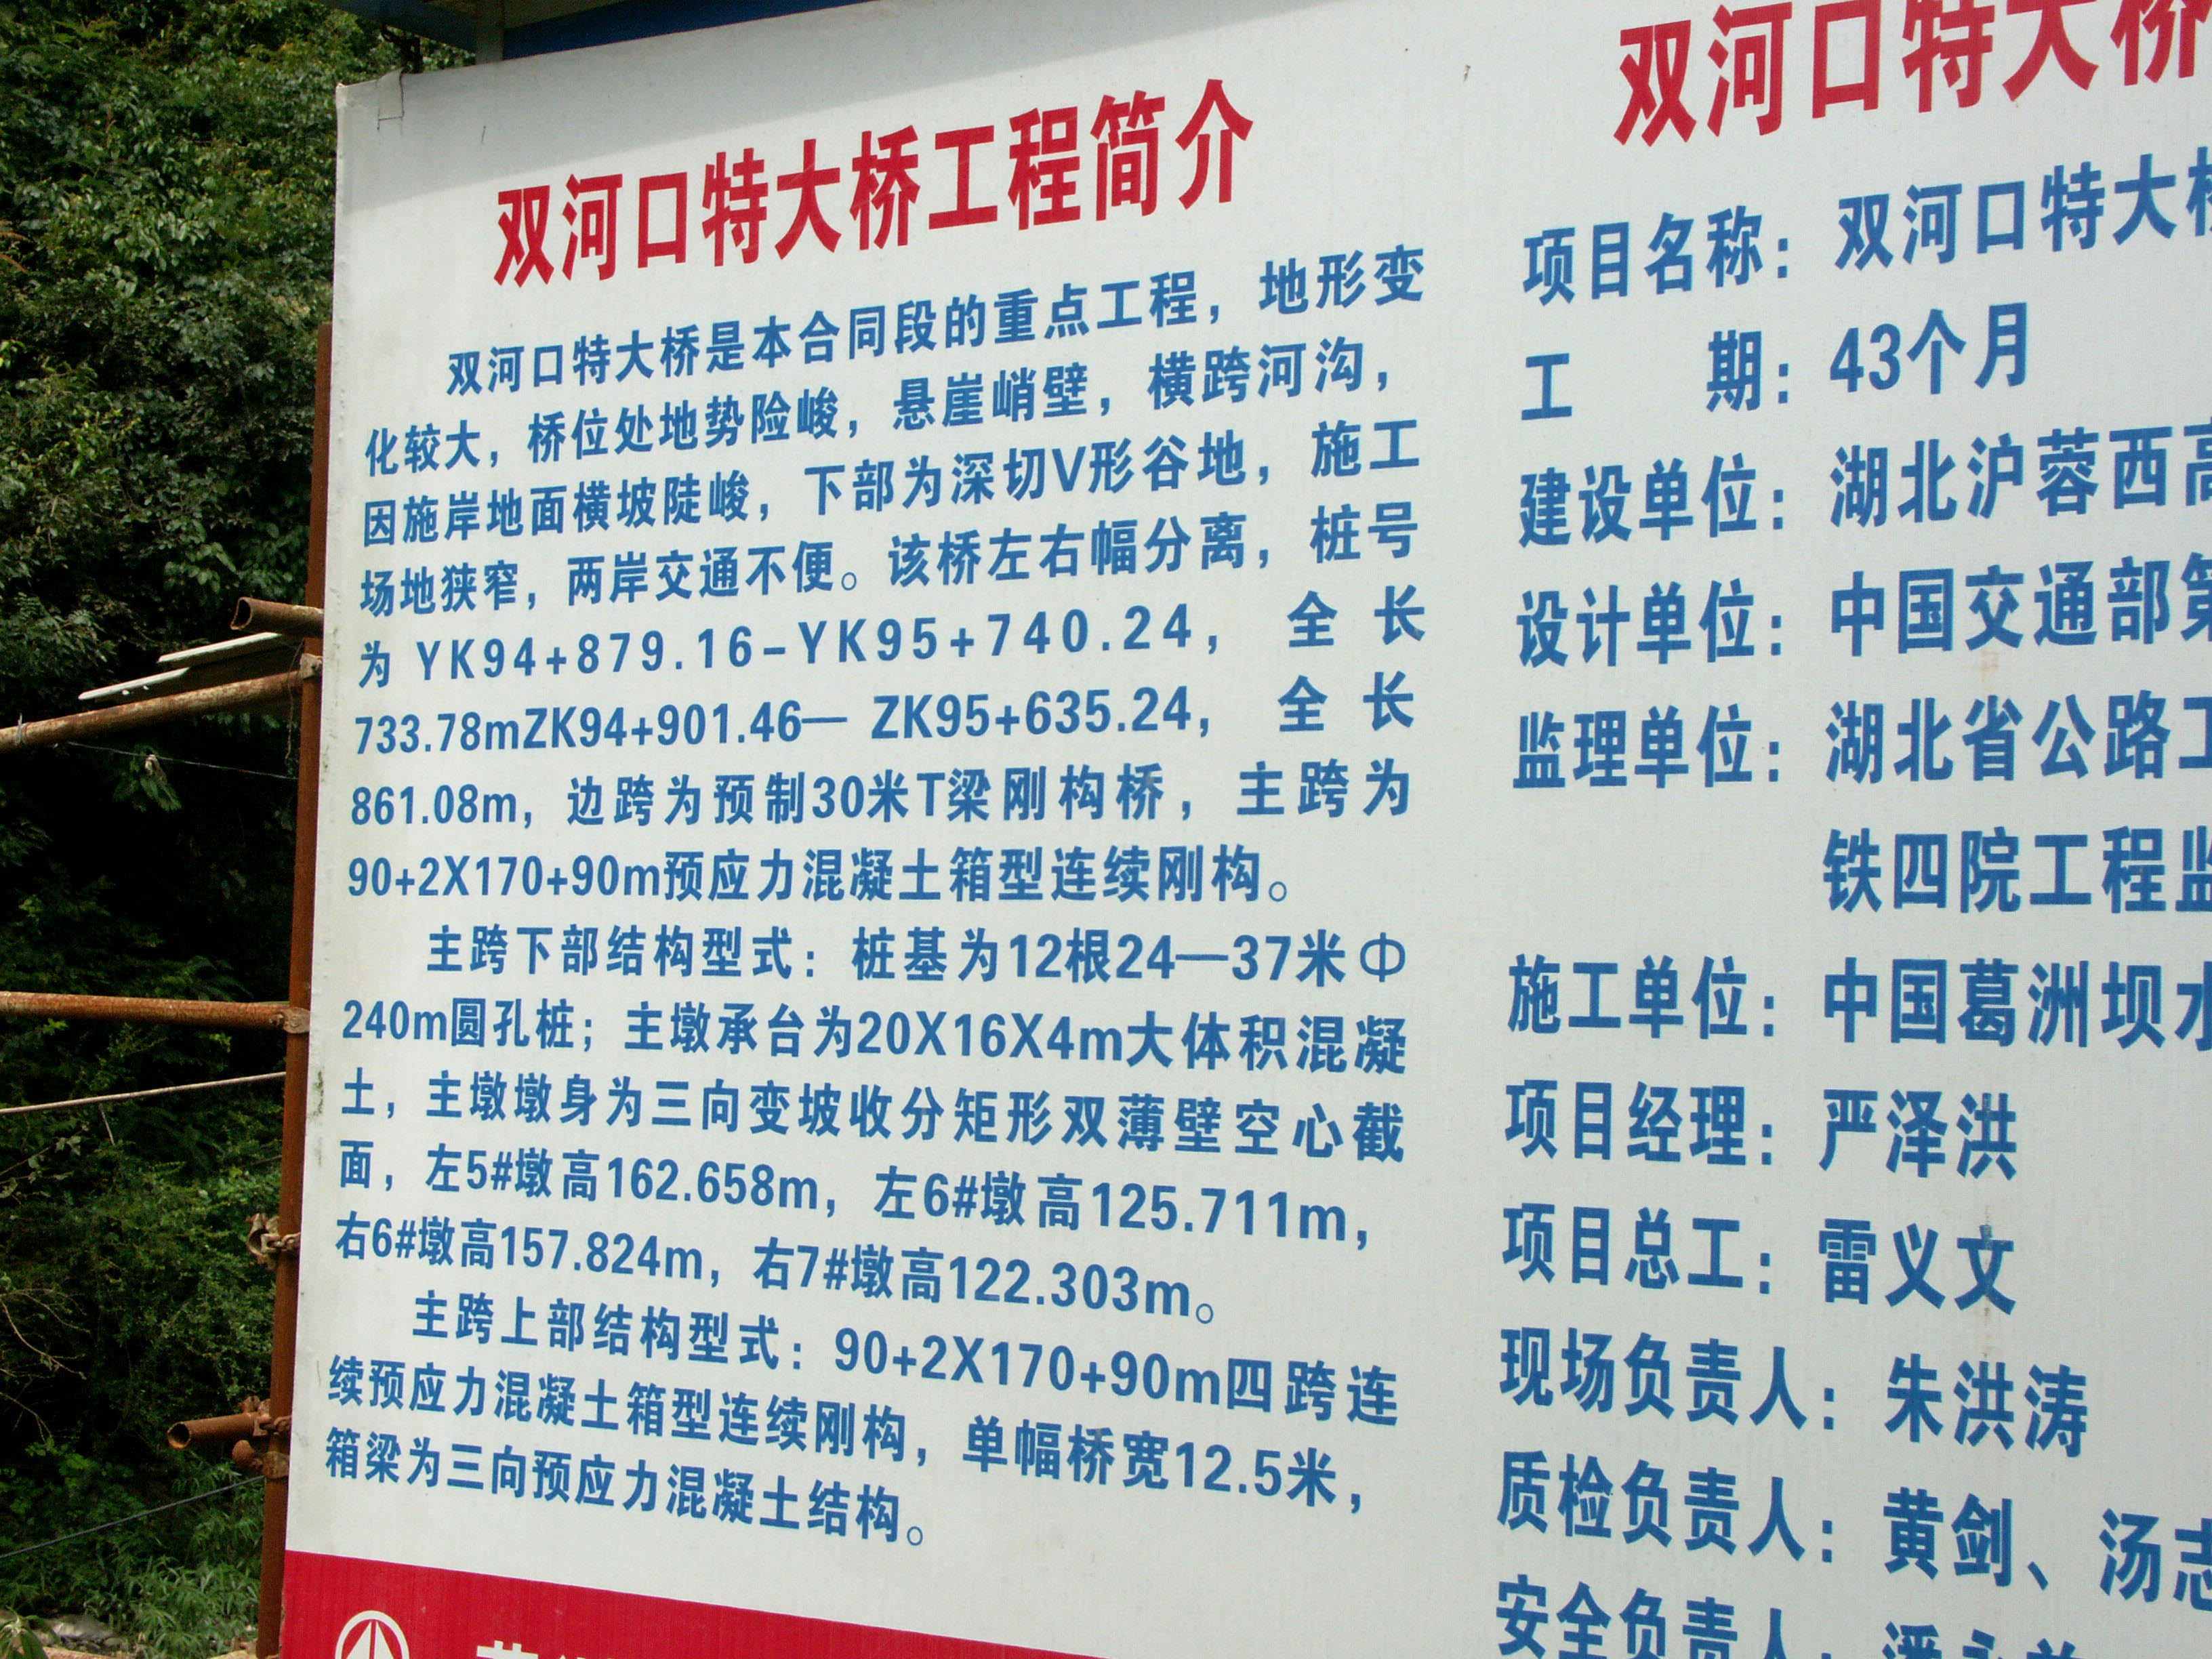 双河口特大桥工程简介
双河口特大桥是本合同段的重点工程，地形变
化较大，桥位处地势险峻，悬崖峭壁，横跨河沟，
因施岸地面横坡陡峻，下部为深切V形谷地，施工
场地狭窄，两岸交通不便。该桥左右幅分离，桩号
为 YK94+879.16-YK95+740.24， 全 长
733.78mZK94+901.46— ZK95+635.24， 全 长
861.08m，边跨为预制30米T梁刚构桥，主跨为
90+2X170+90m预应力混凝土箱型连续刚构。
主跨下部结构型式：桩基为12根24—37米Φ
240m圆孔桩；主墩承台为20X16X4m大体积混凝
土，主墩墩身为三向变坡收分矩形双薄壁空心截
面，左5#墩高162.658m，左6#墩高125.711m，
右6#墩高157.824m，右7#墩高122.303m。
主跨上部结构型式：90+2X170+90m四跨连
续预应力混凝土箱型连续刚构，单幅桥宽12.5米，
箱梁为三向预应力混凝土结构。
双河口特大桥
项目名称：双河口特大桥
工 期：43个月
建设单位：湖北沪蓉西高
设计单位：中国交通部第
监理单位：湖北省公路工
铁四院工程监
施工单位：中国葛洲坝水
项目经理：严泽洪
项目总工：雷义文
现场负责人：朱洪涛
质检负责人：黄剑、汤志
安全负责人：潘永